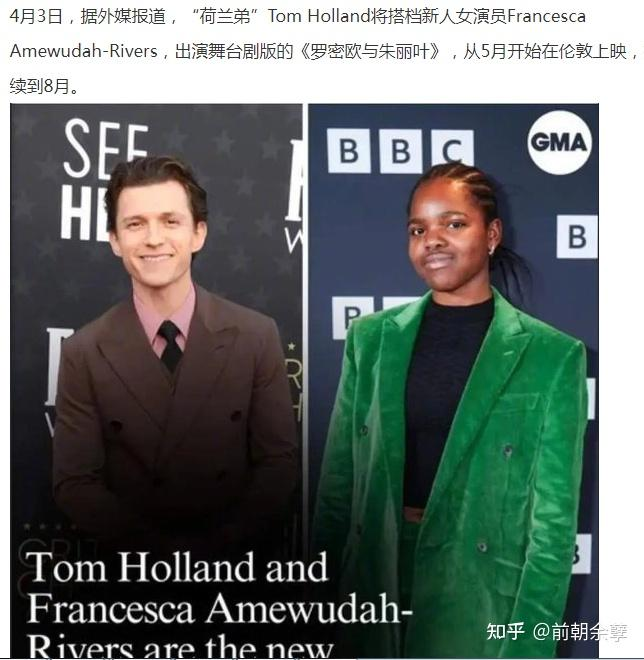 4月3日，据外媒报道，“荷兰弟”Tom Holland将搭档新人女演员Francesca
Amewudah-Rivers，出演舞台剧版的《罗密欧与朱丽叶》，从5月开始在伦敦上映，
续到8月。
SEE
HE
W
BBC
GMA
B
Tom Holland and
Francesca Amewudah-
Rivers are the new
知乎 @前朝余孽